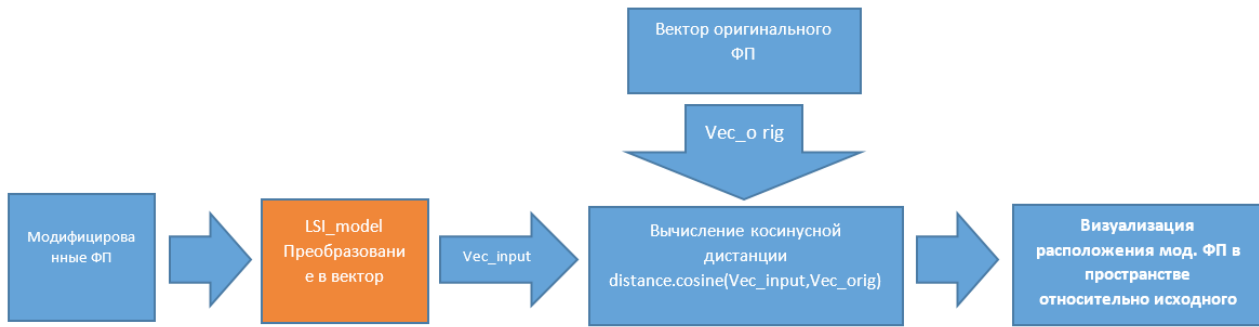 Вектор оригинального
ФП
Vec_o rig
Модифицирова
нные ФП
LSI_model
Преобразовани
е в вектор
Vec_input
Вычисление косинусной
дистанции
distance.cosine(Vec_input,Vec_orig)
Визуализация
расположения мод. ФП в
пространстве
относительно исходного